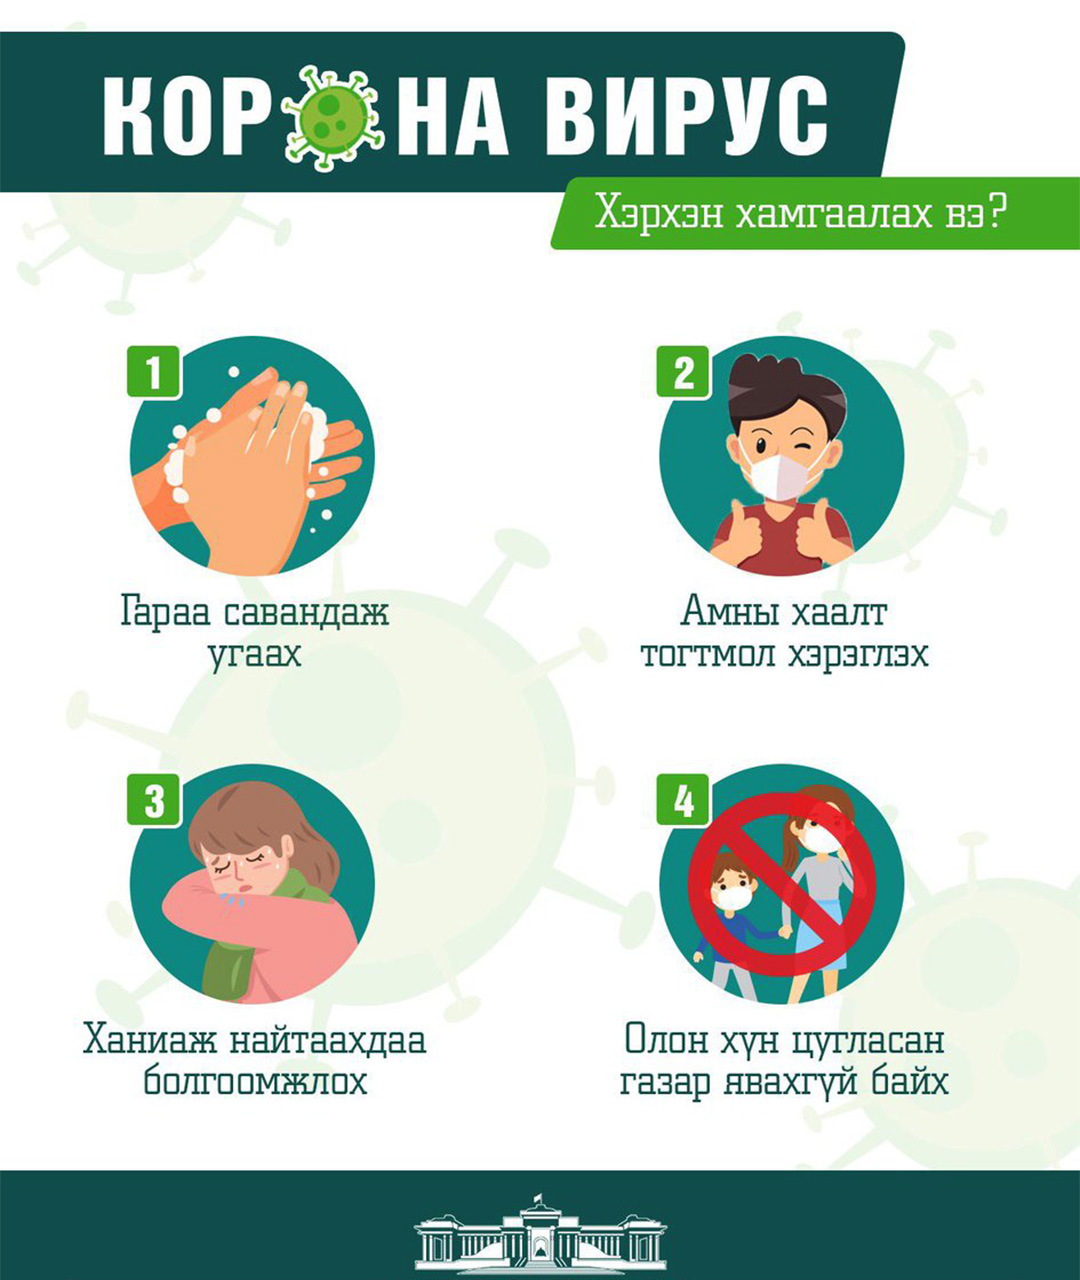 КОРОНА ВИРУС
Хэрхэн хамгаалах вэ?
1
Гараа савандаж
угаах
2
Амны хаалт
тогтмол хэрэглэх
3
Ханиаж найтаахдаа
болгоомжлох
4
Олон хүн цугласан
газар явахгүй байх